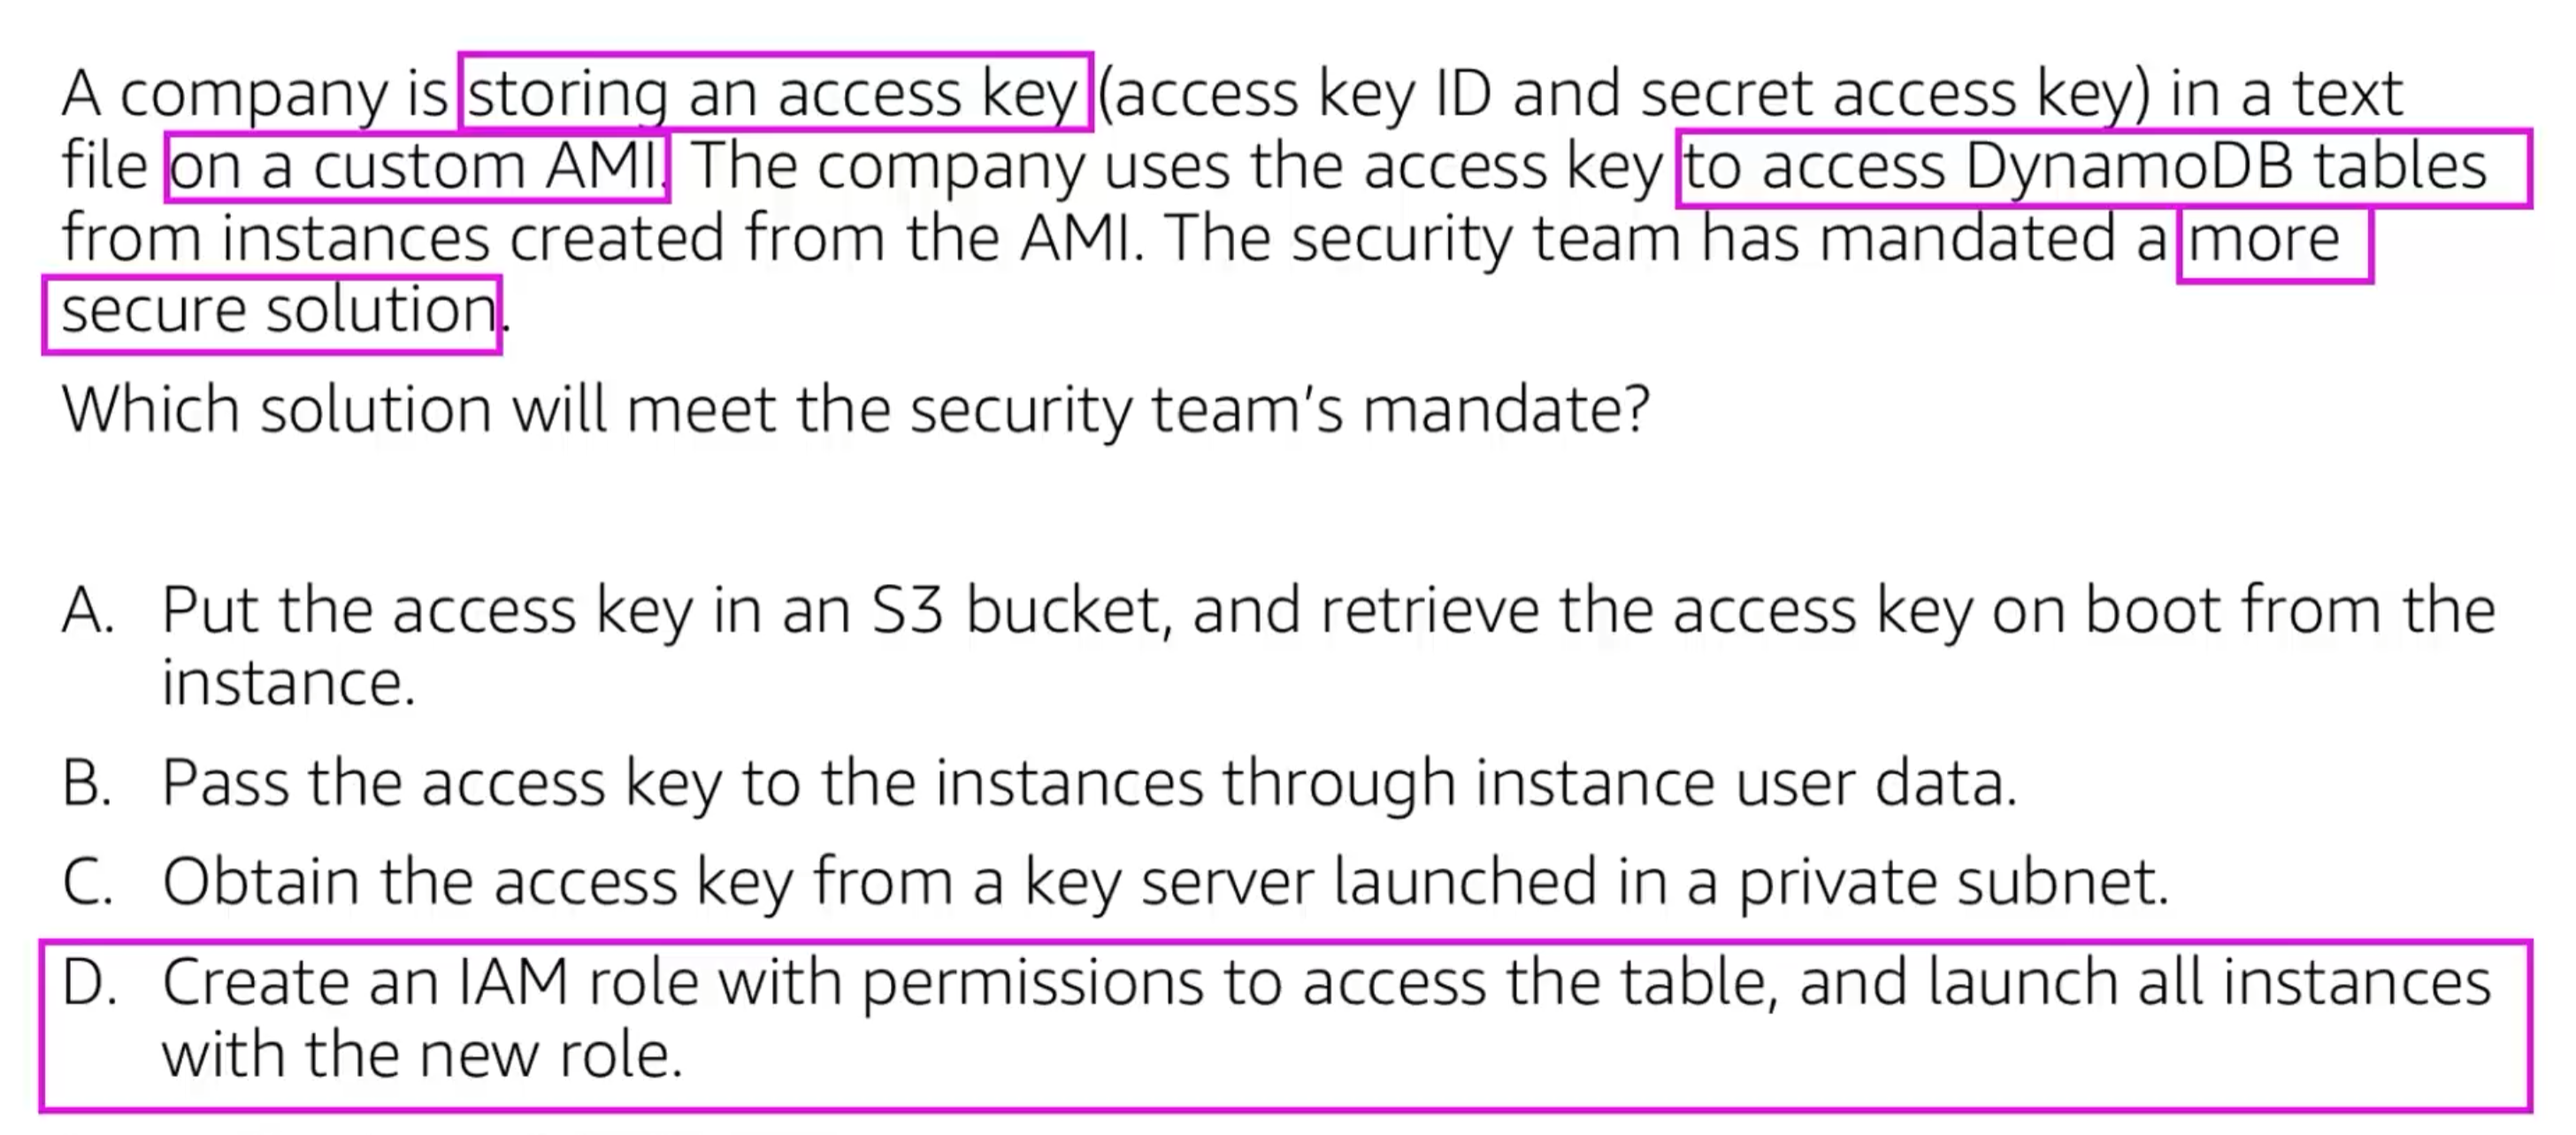 A company is storing an access key (access key ID and secret access key) in a text
file on a custom AMI. The company uses the access key to access DynamoDB tables
from instances created from the AMI. The security team has mandated a more
secure solution.
Which solution will meet the security team's mandate?
A. Put the access key in an S3 bucket, and retrieve the access key on boot from the
instance.
B. Pass the access key to the instances through instance user data.
C. Obtain the access key from a key server launched in a private subnet.
D. Create an IAM role with permissions to access the table, and launch all instances
with the new role.